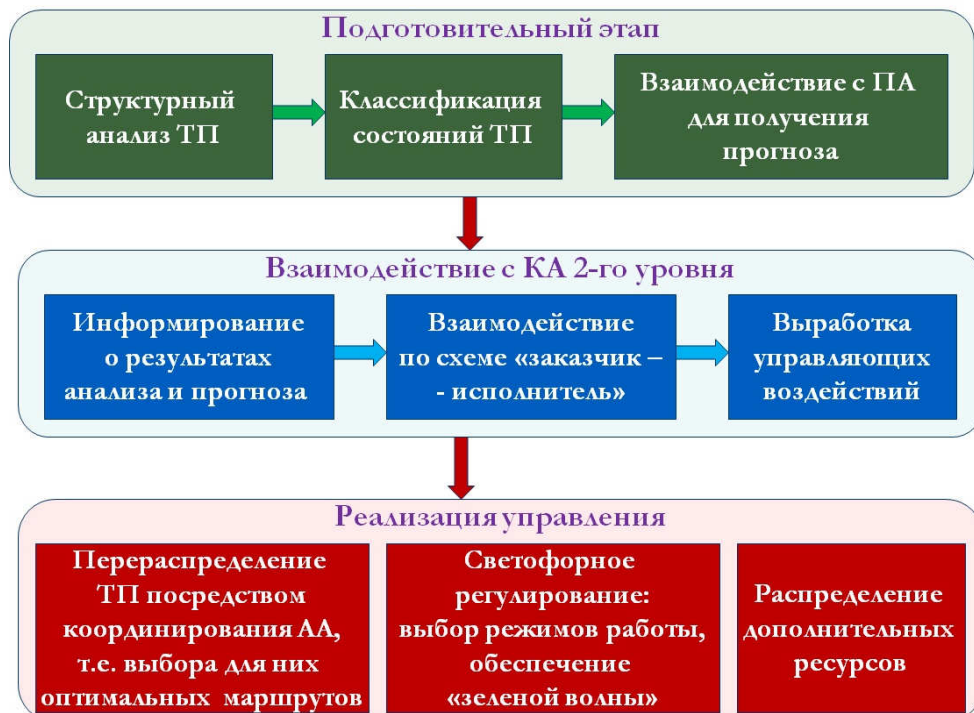 Подготовительный этап
Структурный
анализ ТП
Классификация
состояний ТП
Взаимодействие с ПА
для получения
прогноза
Взаимодействие с КА 2-го уровня
Информирование
о результатах
анализа и прогноза
Взаимодействие
по схеме «заказчик –
- исполнитель»
Выработка
управляющих
воздействий
Реализация управления
Перераспределение
ТП посредством
координирования АА,
т.е. выбора для них
оптимальных маршрутов
Светофорное
регулирование:
выбор режимов работы,
обеспечение
«зеленой волны»
Распределение
дополнительных
ресурсов